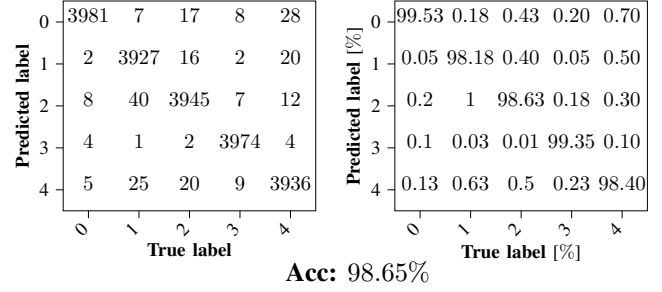 0 3981 7 17 8 28
1 2 3927 16 2 20
2 8 40 3945 7 12
3 4 1 2 3974 4
4 5 25 20 9 3936
0 1 2 3 4
Predicted label
True label
0 99.53 0.18 0.43 0.20 0.70
1 0.05 98.18 0.40 0.05 0.50
2 0.2 1 98.63 0.18 0.30
3 0.1 0.03 0.01 99.35 0.10
4 0.13 0.63 0.5 0.23 98.40
0 1 2 3 4
Predicted label [%]
True label [%]
Acc: 98.65%